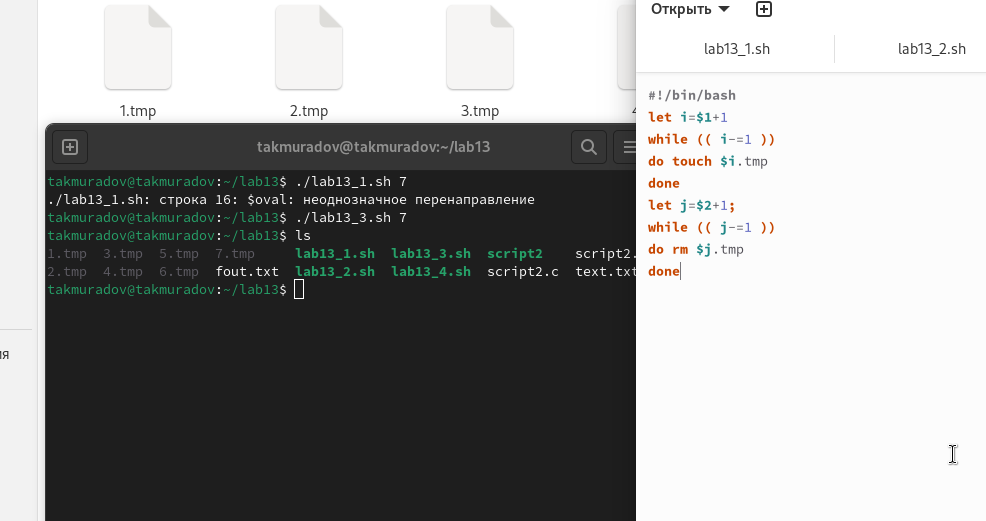 1.tmp
2.tmp
3.tmp
takmuradov@takmuradov:~/lab13
takmuradov@takmuradov:~/lab13$ ./lab13_1.sh 7
./lab13_1.sh: строка 16: $oval: неоднозначное перенаправление
takmuradov@takmuradov:~/lab13$ ./lab13_3.sh 7
takmuradov@takmuradov:~/lab13$ ls
1.tmp 3.tmp 5.tmp 7.tmp lab13_1.sh lab13_3.sh script2 script2.
2.tmp 4.tmp 6.tmp fout.txt lab13_2.sh lab13_4.sh script2.c text.txt
takmuradov@takmuradov:~/lab13$
Открыть
lab13_1.sh
lab13_2.sh
#!/bin/bash
let i=$1+1
while (( i-=1 ))
do touch $i.tmp
done
let j=$2+1;
while (( j-=1 ))
do rm $j.tmp
done